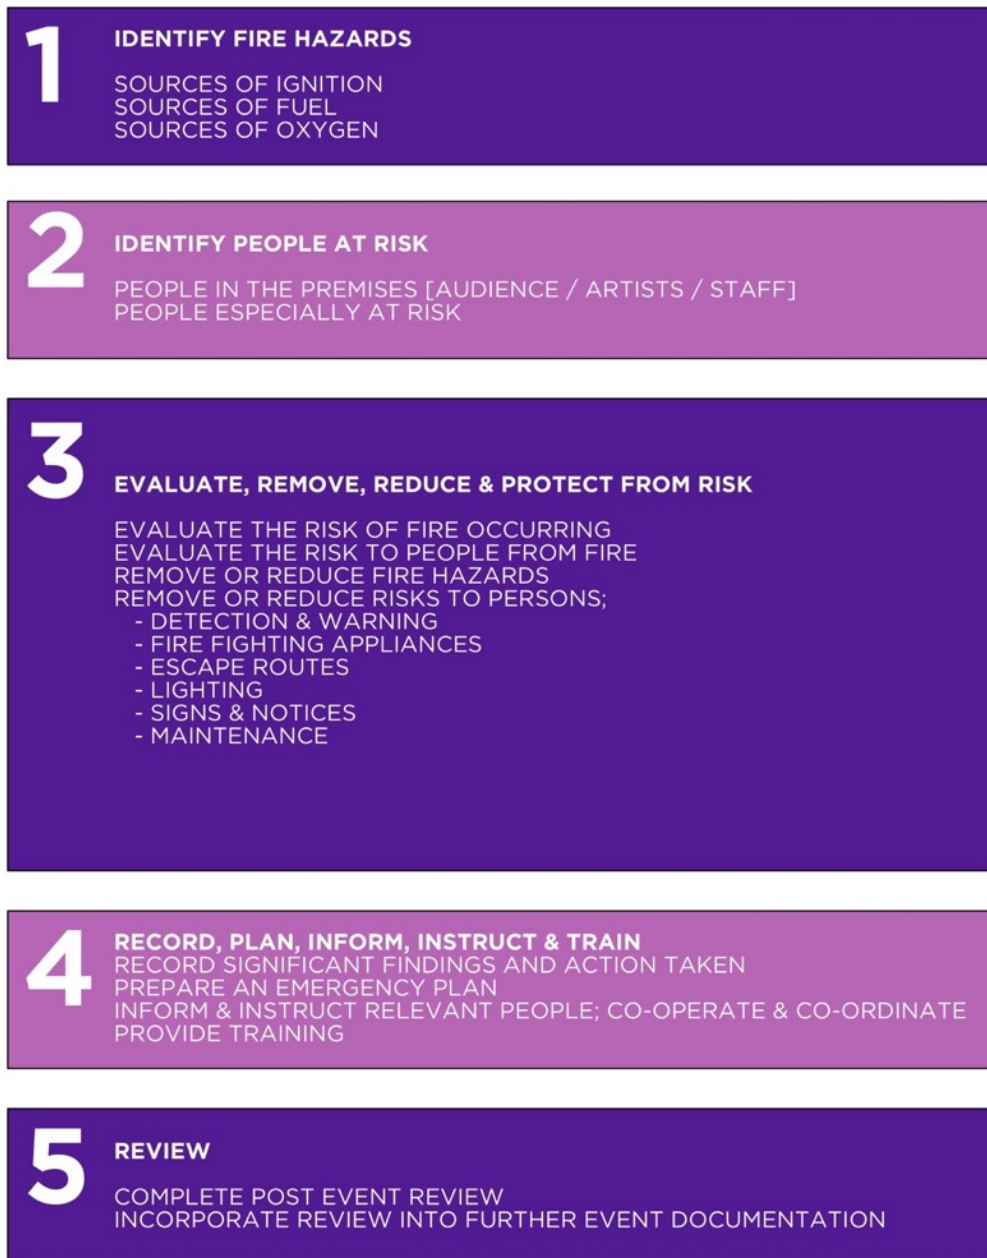 1
IDENTIFY FIRE HAZARDS
SOURCES OF IGNITION
SOURCES OF FUEL
SOURCES OF OXYGEN
2
IDENTIFY PEOPLE AT RISK
PEOPLE IN THE PREMISES [AUDIENCE / ARTISTS / STAFF]
PEOPLE ESPECIALLY AT RISK
3
EVALUATE, REMOVE, REDUCE & PROTECT FROM RISK
EVALUATE THE RISK OF FIRE OCCURRING
EVALUATE THE RISK TO PEOPLE FROM FIRE
REMOVE OR REDUCE FIRE HAZARDS
REMOVE OR REDUCE RISKS TO PERSONS;
- DETECTION & WARNING
- FIRE FIGHTING APPLIANCES
- ESCAPE ROUTES
- LIGHTING
- SIGNS & NOTICES
- MAINTENANCE
4
RECORD, PLAN, INFORM, INSTRUCT & TRAIN
RECORD SIGNIFICANT FINDINGS AND ACTION TAKEN
PREPARE AN EMERGENCY PLAN
INFORM & INSTRUCT RELEVANT PEOPLE; CO-OPERATE & CO-ORDINATE
PROVIDE TRAINING
5
REVIEW
COMPLETE POST EVENT REVIEW
INCORPORATE REVIEW INTO FURTHER EVENT DOCUMENTATION